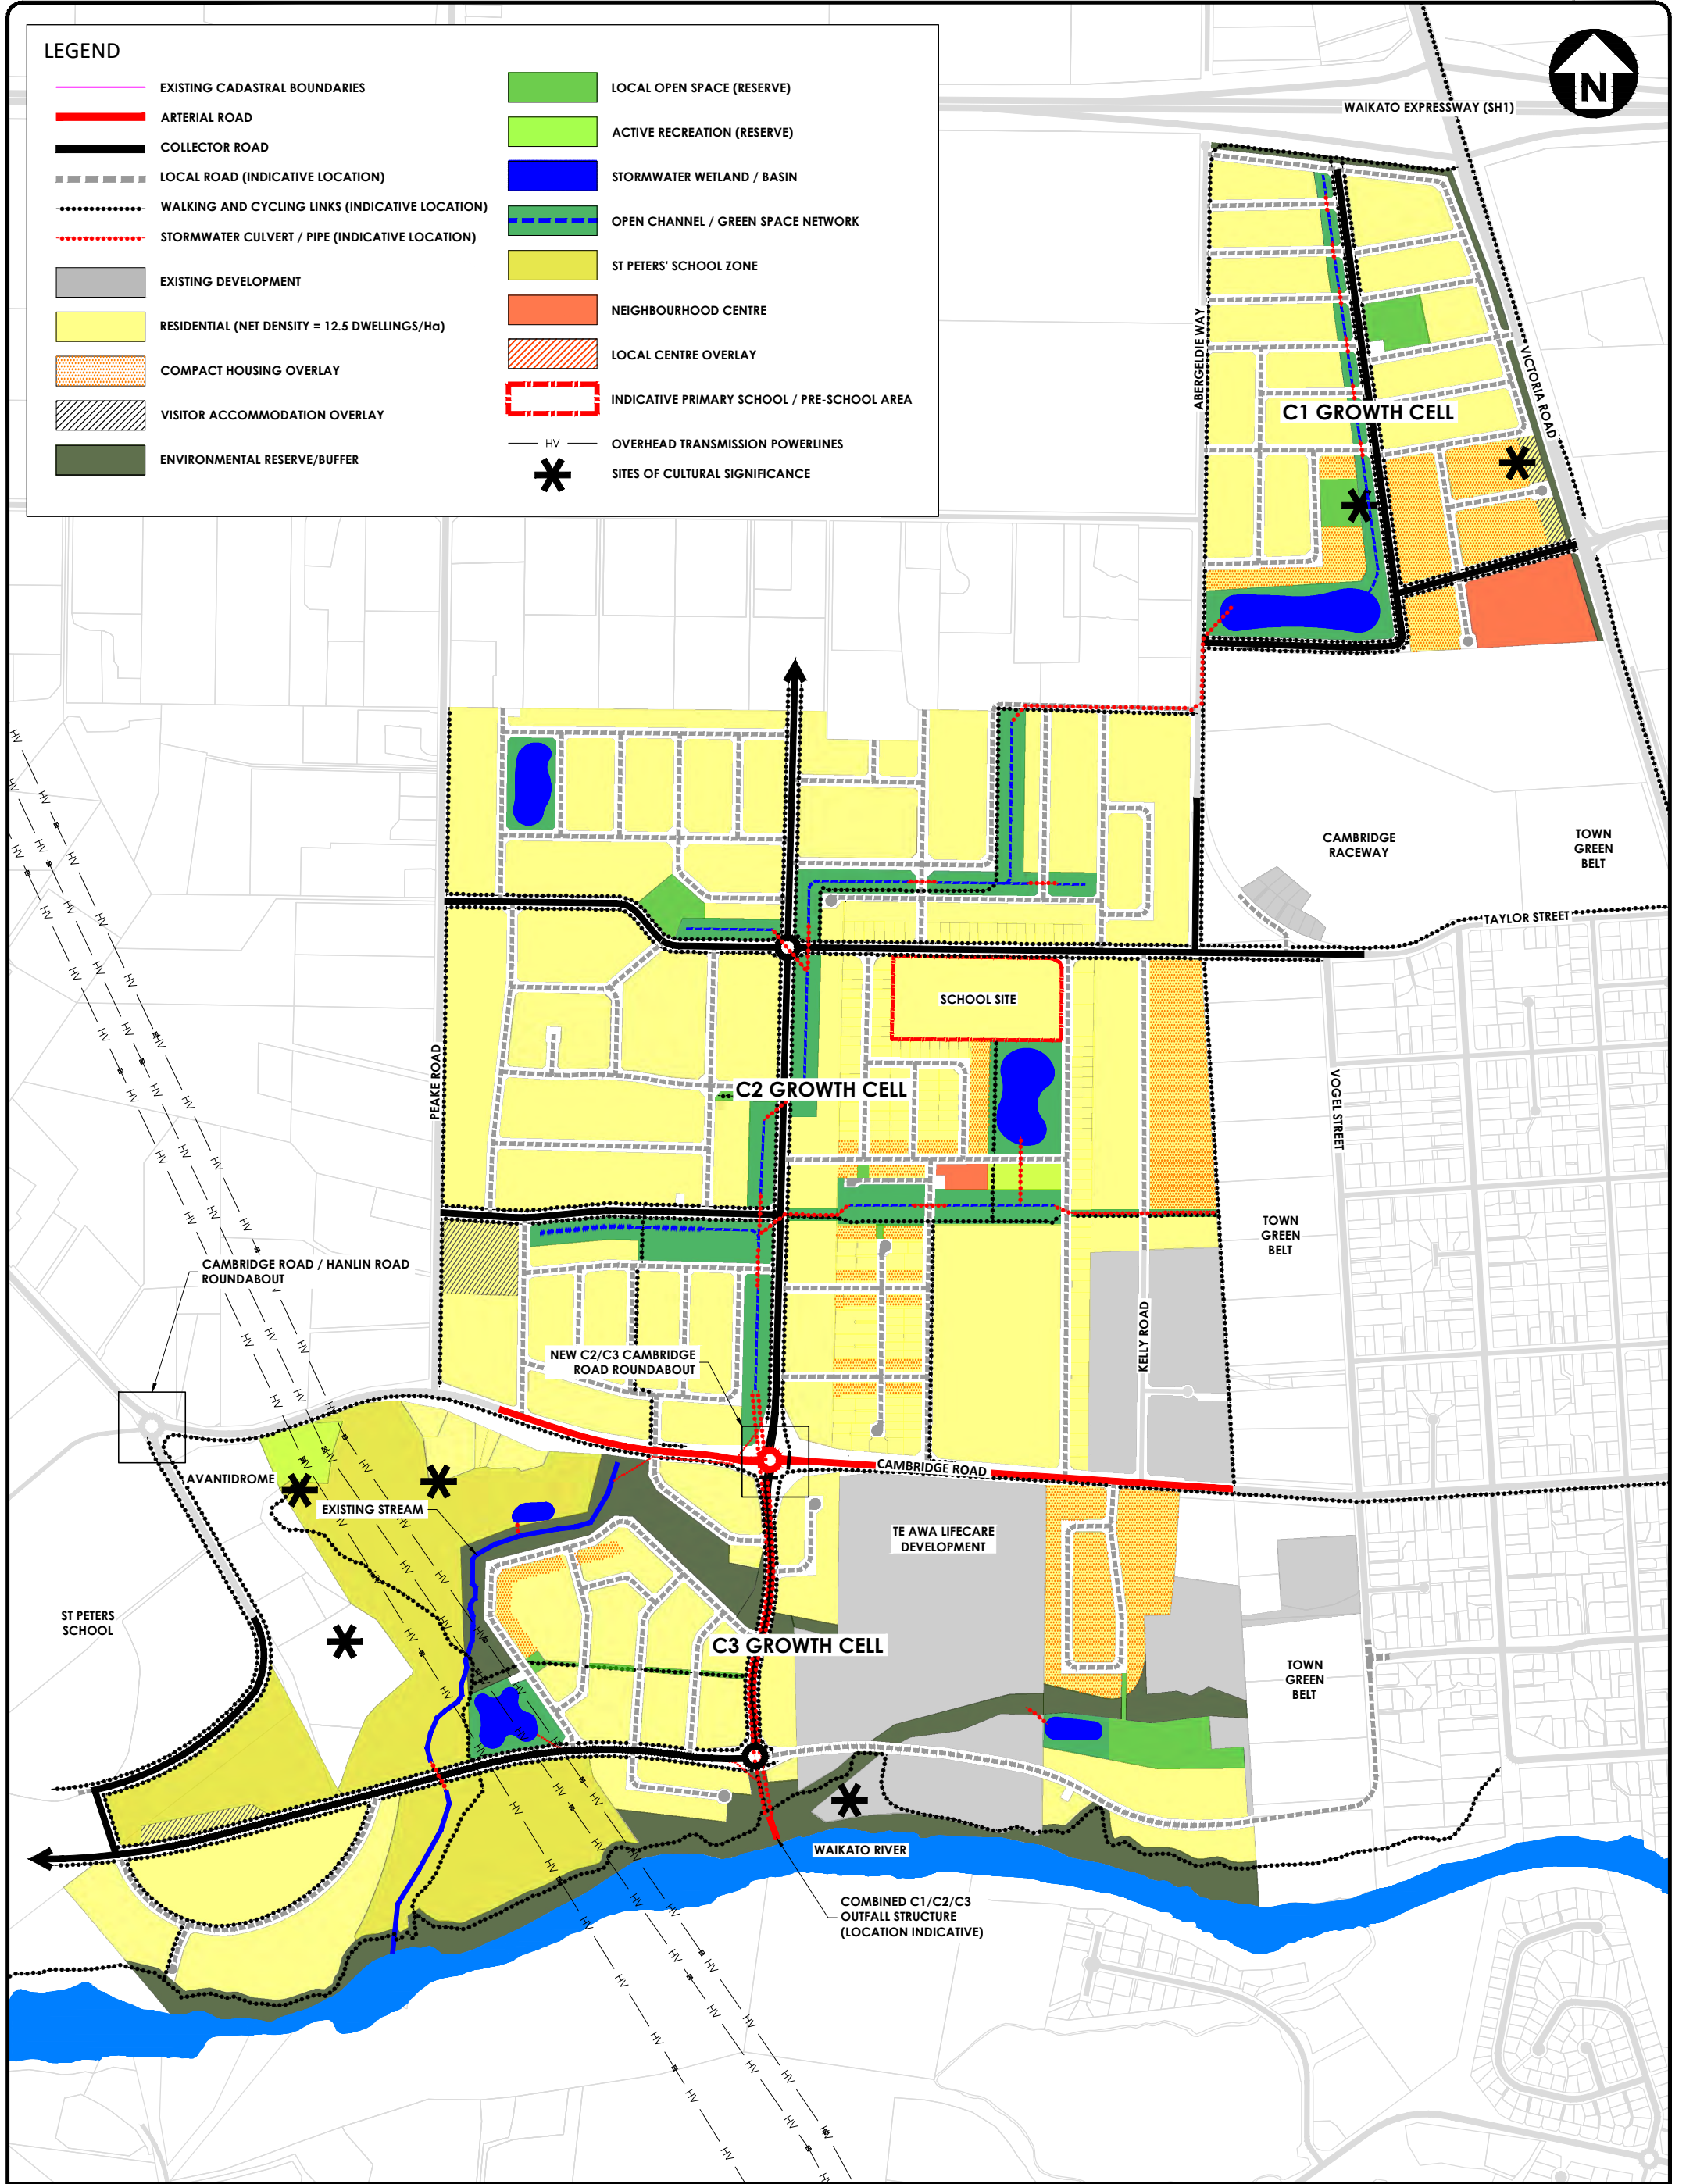 LEGEND
EXISTING CADASTRAL BOUNDARIES
ARTERIAL ROAD
COLLECTOR ROAD
LOCAL ROAD (INDICATIVE LOCATION)
WALKING AND CYCLING LINKS (INDICATIVE LOCATION)
STORMWATER CULVERT / PIPE (INDICATIVE LOCATION)
EXISTING DEVELOPMENT
RESIDENTIAL (NET DENSITY = 12.5 DWELLINGS/Ha)
COMPACT HOUSING OVERLAY
VISITOR ACCOMMODATION OVERLAY
ENVIRONMENTAL RESERVE/BUFFER
LOCAL OPEN SPACE (RESERVE)
ACTIVE RECREATION (RESERVE)
STORMWATER WETLAND / BASIN
OPEN CHANNEL / GREEN SPACE NETWORK
ST PETERS' SCHOOL ZONE
NEIGHBOURHOOD CENTRE
LOCAL CENTRE OVERLAY
INDICATIVE PRIMARY SCHOOL / PRE-SCHOOL AREA
HV
OVERHEAD TRANSMISSION POWERLINES
SITES OF CULTURAL SIGNIFICANCE
N
WAIKATO EXPRESSWAY (SH1)
ABERGELDIE WAY
VICTORIA ROAD
C1 GROWTH CELL
CAMBRIDGE
RACEWAY
TOWN
GREEN
BELT
TAYLOR STREET
SCHOOL SITE
PEAKE ROAD
C2 GROWTH CELL
VOGEL STREET
TOWN
GREEN
BELT
CAMBRIDGE ROAD / HANLIN ROAD
ROUNDABOUT
KELLY ROAD
NEW C2/C3 CAMBRIDGE
ROAD ROUNDABOUT
CAMBRIDGE ROAD
AVANTIDROME
EXISTING STREAM
TE AWA LIFECARE
DEVELOPMENT
ST PETERS
SCHOOL
C3 GROWTH CELL
TOWN
GREEN
BELT
WAIKATO RIVER
COMBINED C1/C2/C3
OUTFALL STRUCTURE
(LOCATION INDICATIVE)